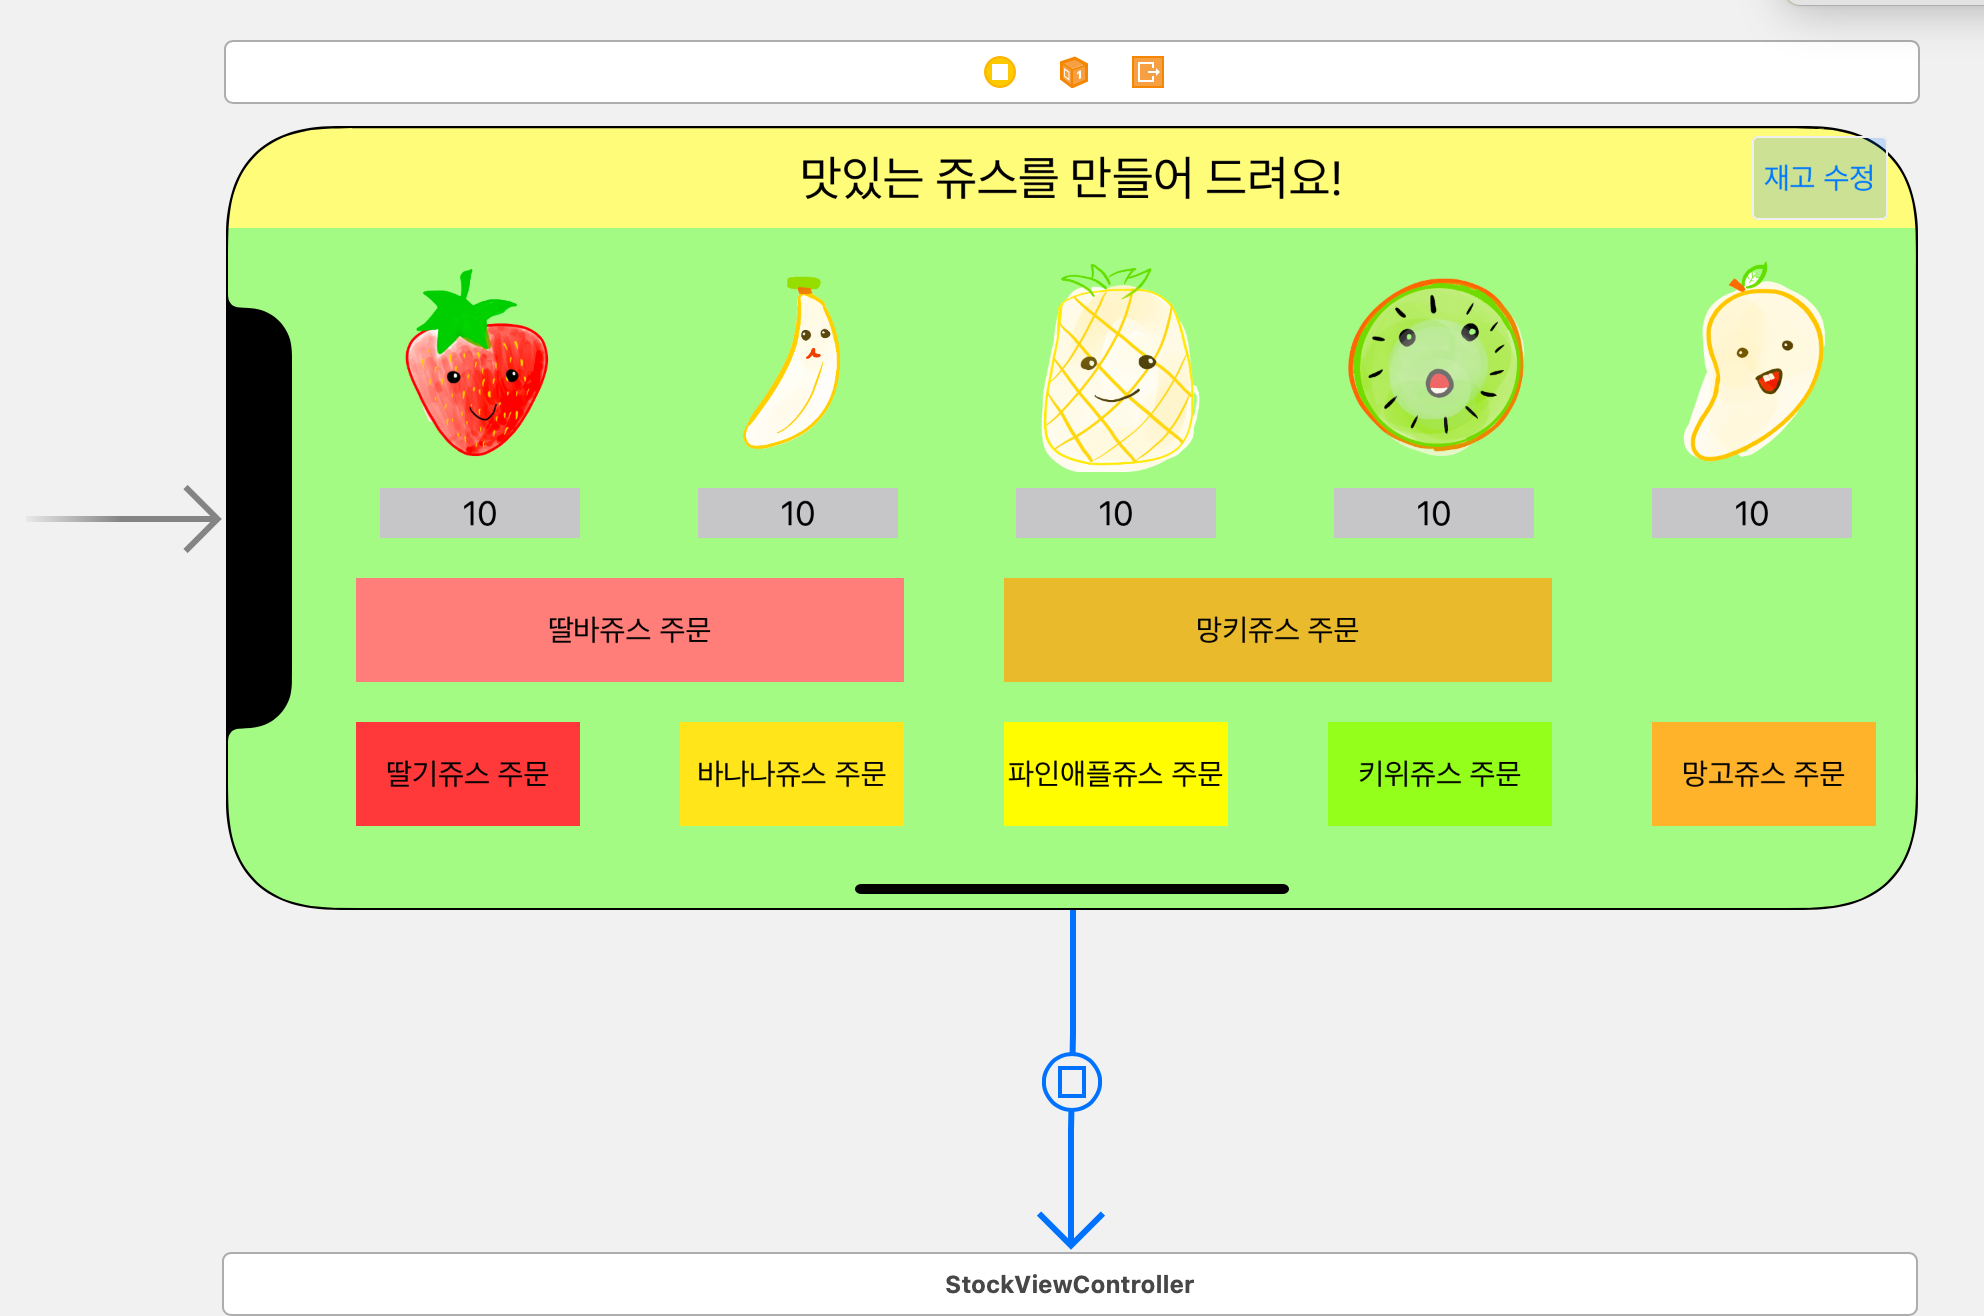 맛있는 쥬스를 만들어 드려요!
재고 수정
10
10
10
10
10
딸바쥬스 주문
망키쥬스 주문
딸기쥬스 주문
바나나쥬스 주문
파인애플쥬스 주문
키위쥬스 주문
망고쥬스 주문
StockViewController